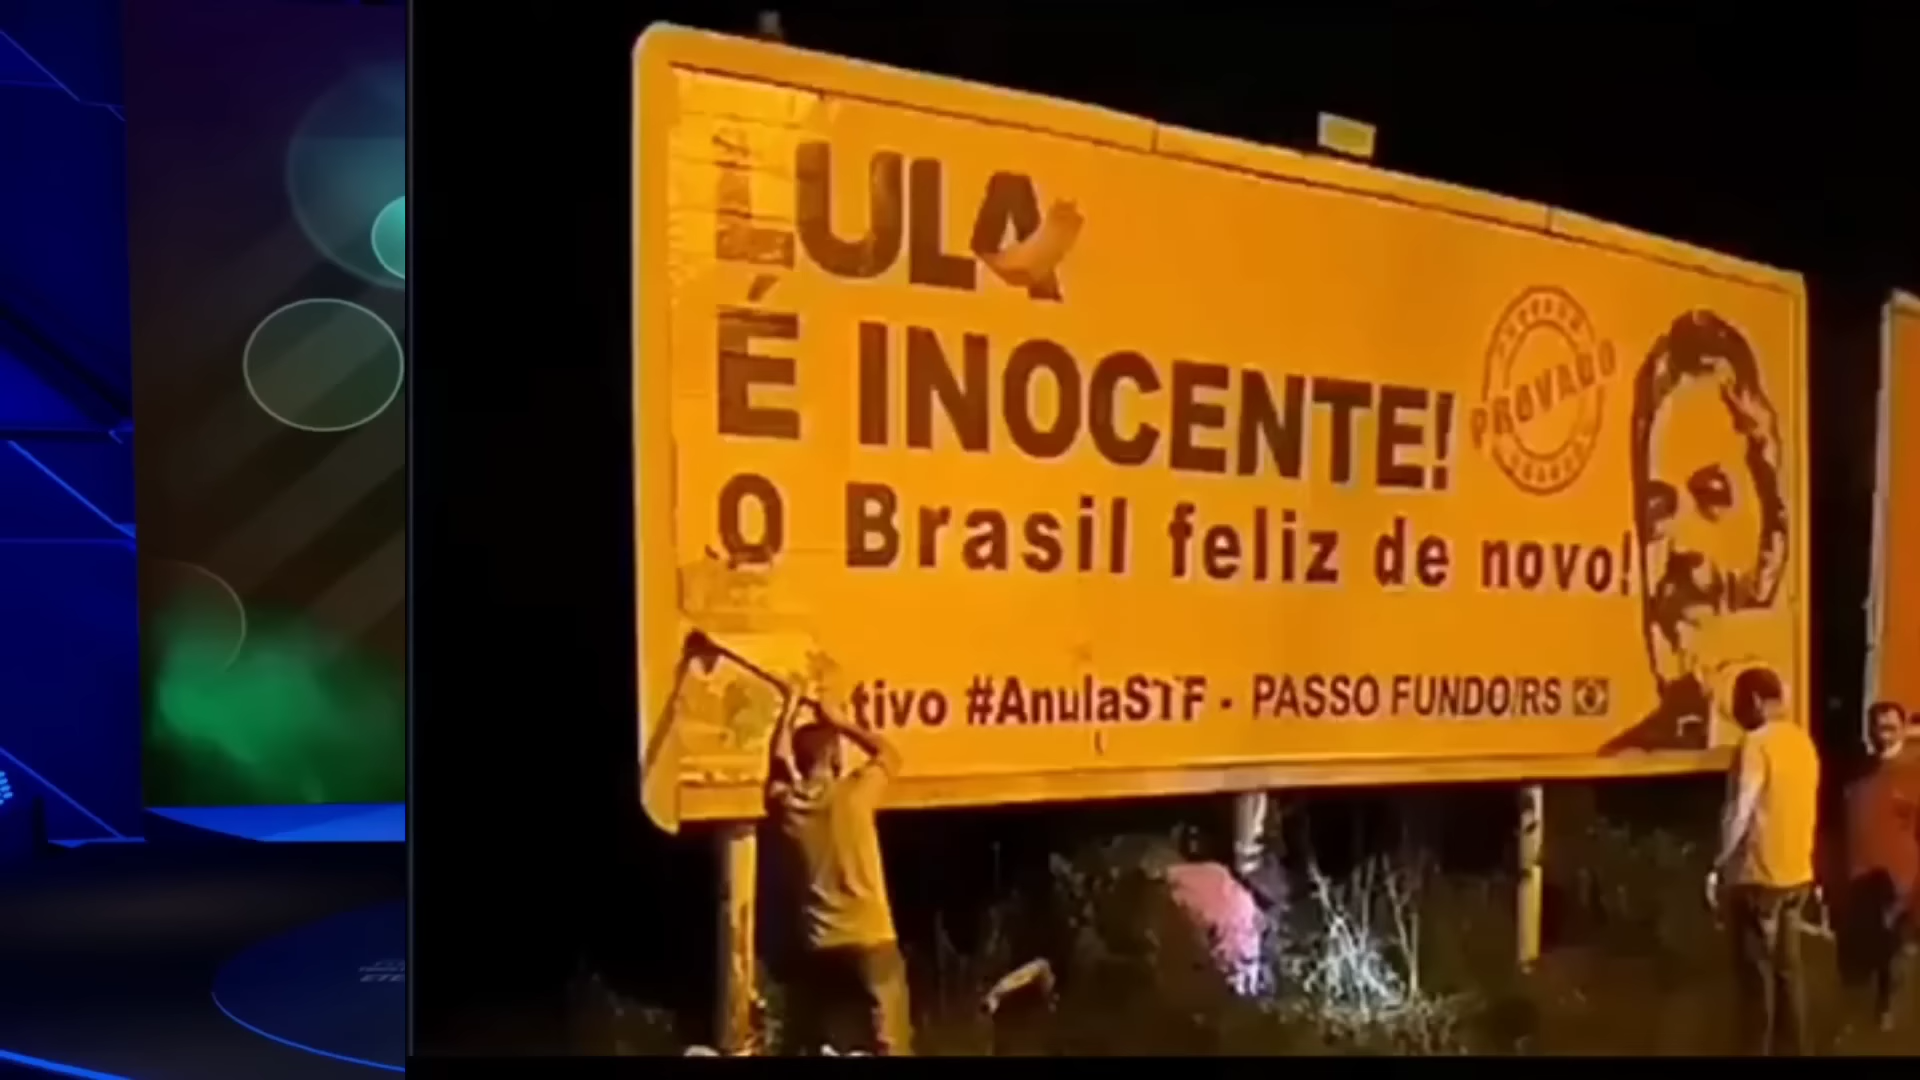 LULA
É INOCENTE!
PROVADO
O Brasil feliz de novo!
tivo #AnulaSTF - PASSO FUNDO/RS